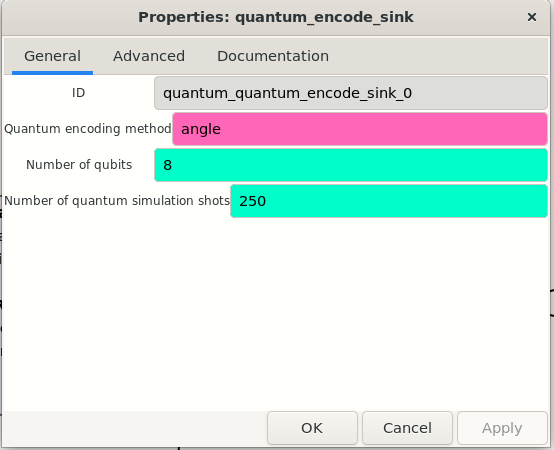 Properties: quantum_encode_sink
General Advanced Documentation
ID quantum_quantum_encode_sink_0
Quantum encoding method angle
Number of qubits 8
Number of quantum simulation shots 250
OK Cancel Apply